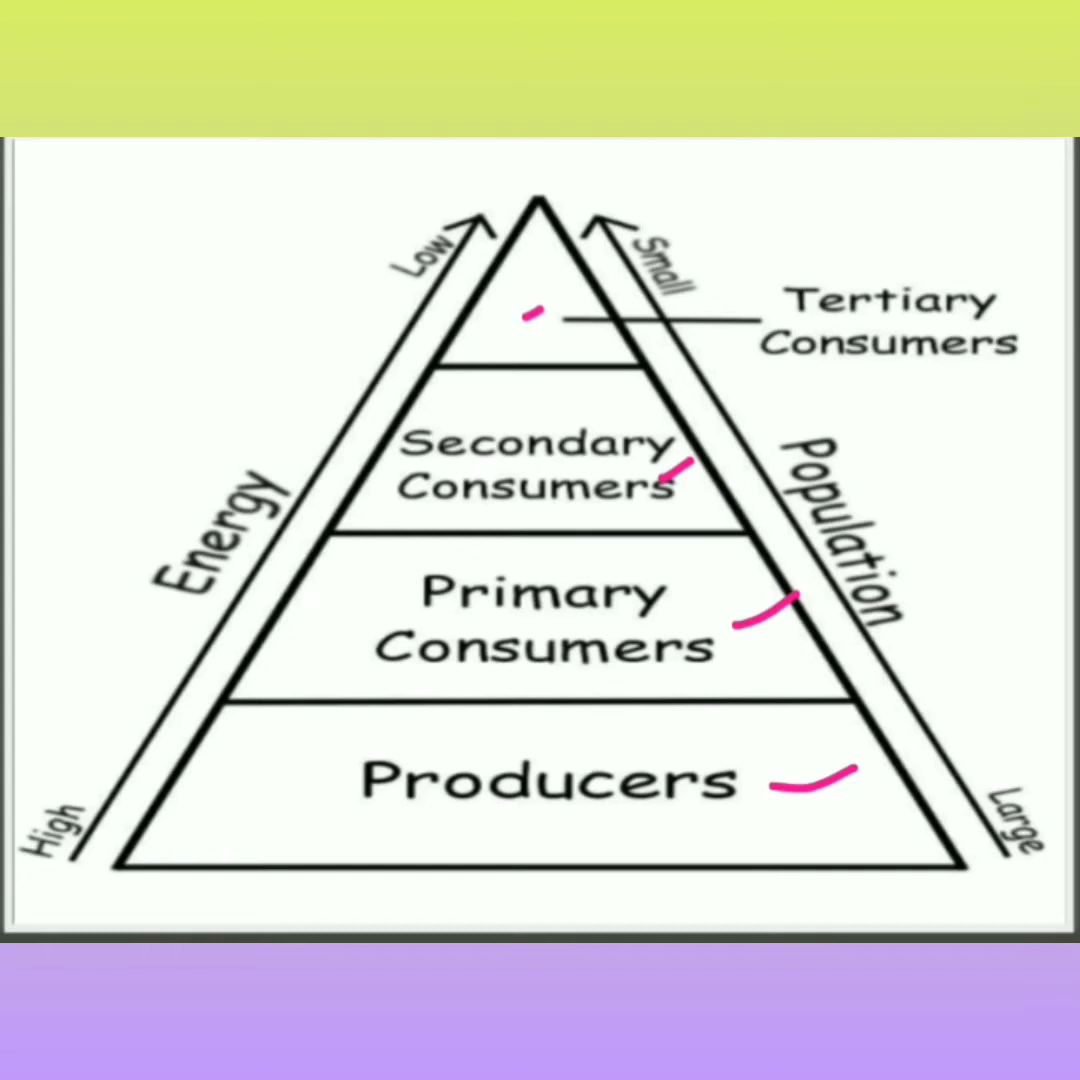 Low
Small
Tertiary
Consumers
Secondary
Consumers
Energy
Population
Primary
Consumers
Producers
High
Large